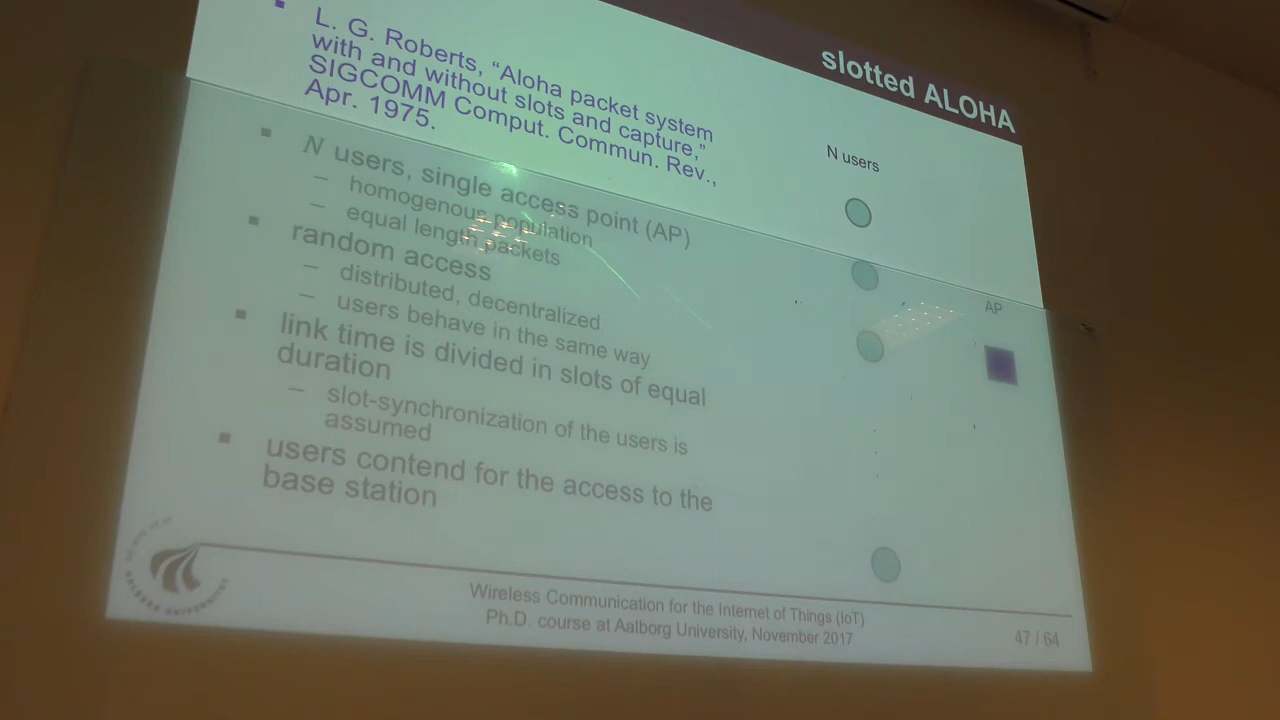 slotted ALOHA
▪ L. G. Roberts, “Aloha packet system
with and without slots and capture,”
SIGCOMM Comput. Commun. Rev.,
Apr. 1975.
▪ N users, single access point (AP)
– homogenous population
– equal length packets
▪ random access
– distributed, decentralized
– users behave in the same way
▪ link time is divided in slots of equal
duration
– slot-synchronization of the users is
assumed
▪ users contend for the access to the
base station
N users
AP
Wireless Communication for the Internet of Things (IoT)
Ph.D. course at Aalborg University, November 2017
47 / 64